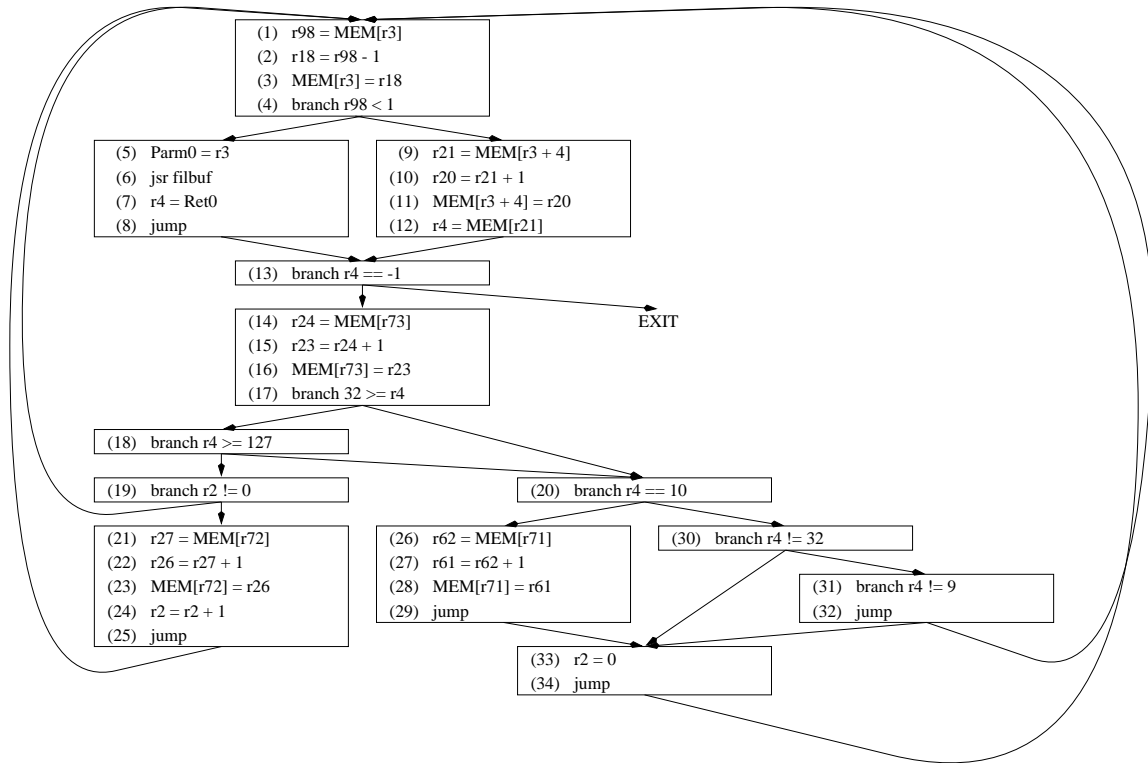 (1) r98 = MEM[r3]
(2) r18 = r98 - 1
(3) MEM[r3] = r18
(4) branch r98 < 1
(5) Parm0 = r3
(6) jsr filbuf
(7) r4 = Ret0
(8) jump
(9) r21 = MEM[r3 + 4]
(10) r20 = r21 + 1
(11) MEM[r3 + 4] = r20
(12) r4 = MEM[r21]
(13) branch r4 == -1
EXIT
(14) r24 = MEM[r73]
(15) r23 = r24 + 1
(16) MEM[r73] = r23
(17) branch 32 >= r4
(18) branch r4 >= 127
(19) branch r2 != 0
(20) branch r4 == 10
(21) r27 = MEM[r72]
(22) r26 = r27 + 1
(23) MEM[r72] = r26
(24) r2 = r2 + 1
(25) jump
(26) r62 = MEM[r71]
(27) r61 = r62 + 1
(28) MEM[r71] = r61
(29) jump
(30) branch r4 != 32
(31) branch r4 != 9
(32) jump
(33) r2 = 0
(34) jump